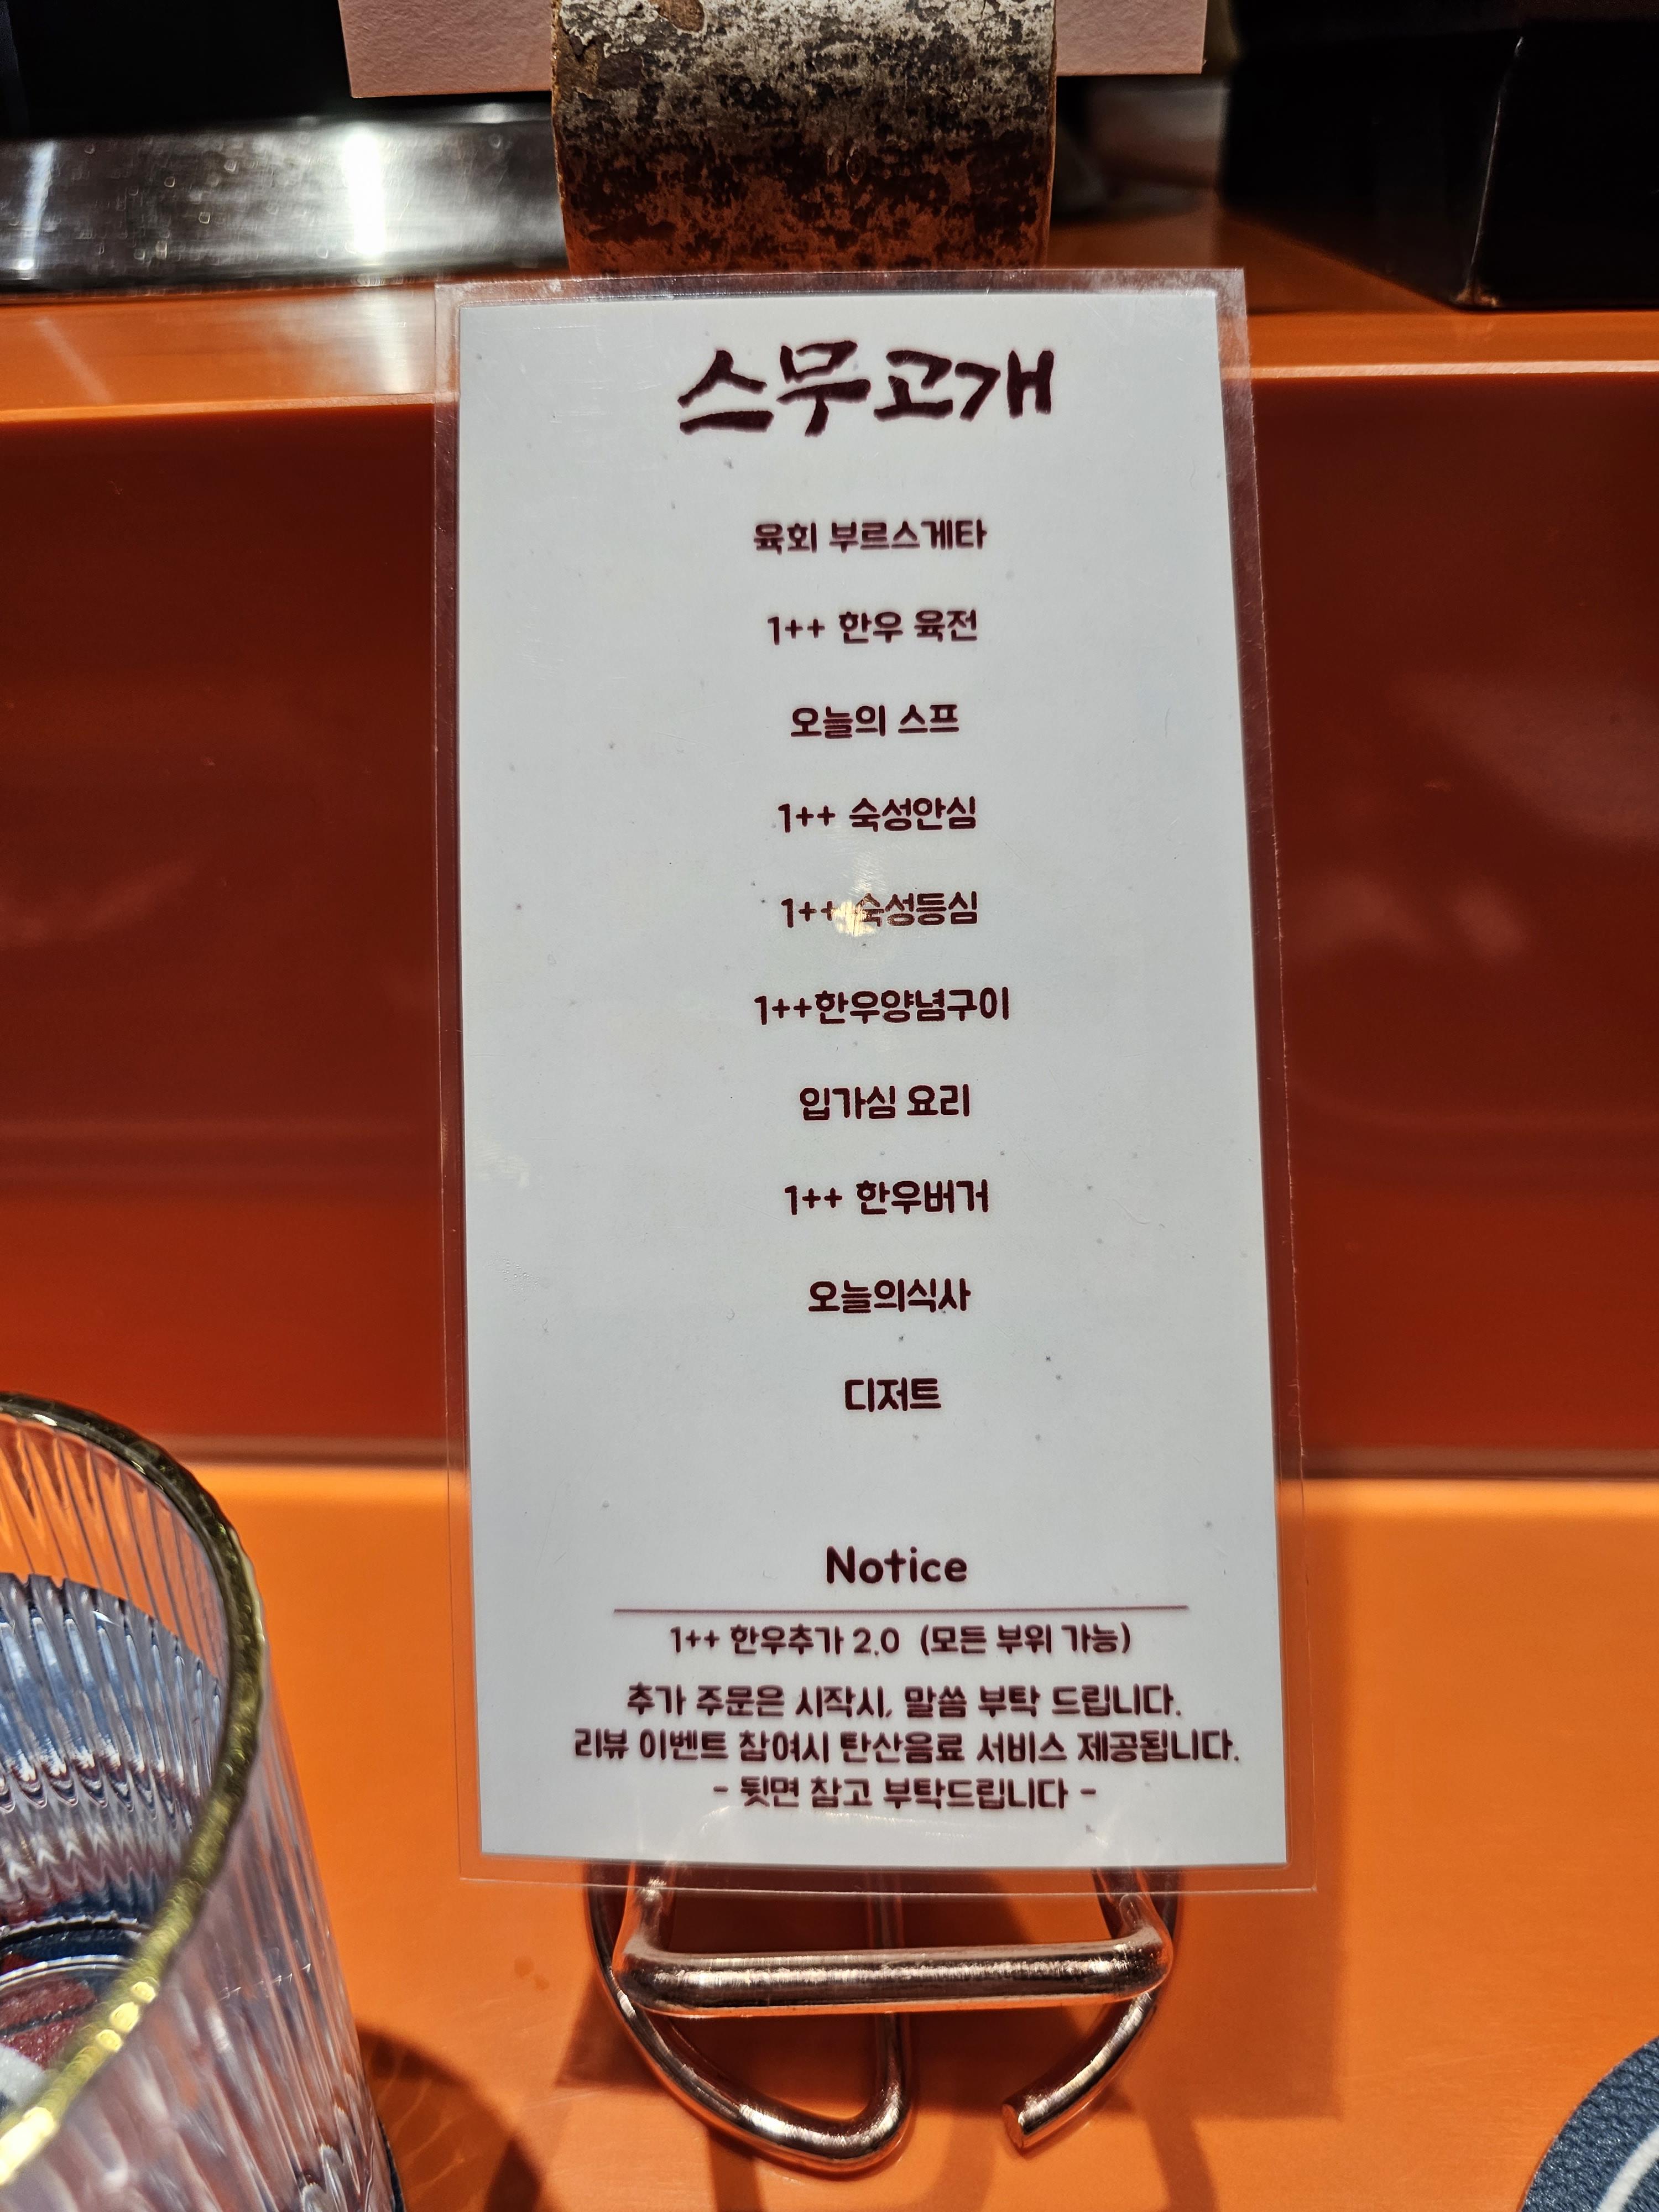 스무고개
육회 부르스게타
1++ 한우 육전
오늘의 스프
1++ 숙성안심
1++ 숙성등심
1++한우양념구이
입가심 요리
1++ 한우버거
오늘의식사
디저트
Notice
1++ 한우추가 2.0 (모든 부위 가능)
추가 주문은 시작시, 말씀 부탁 드립니다.
리뷰 이벤트 참여시 탄산음료 서비스 제공됩니다.
- 뒷면 참고 부탁드립니다 -